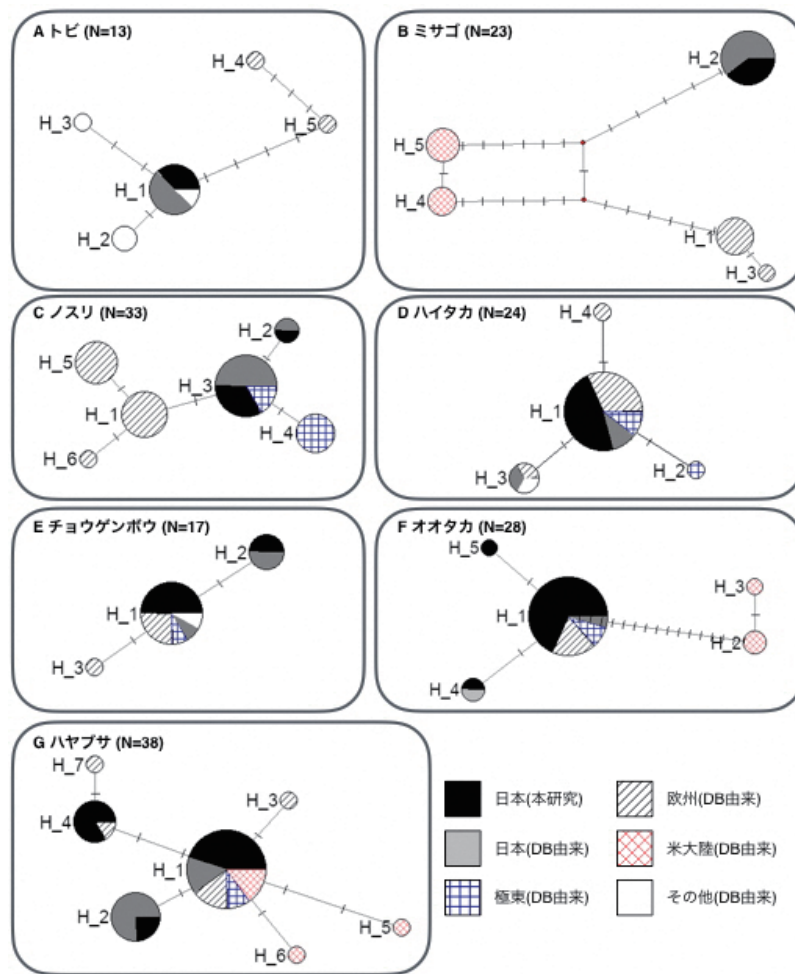 A トビ (N=13)
H_4
H_5
H_3
H_1
H_2
B ミサゴ (N=23)
H_2
H_5
H_4
H_1
H_3
C ノスリ (N=33)
H_2
H_5
H_3
H_1
H_4
H_6
D ハイタカ (N=24)
H_4
H_1
H_3
H_2
E チョウゲンボウ (N=17)
H_2
H_1
H_3
F オオタカ (N=28)
H_5
H_3
H_1
H_2
H_4
G ハヤブサ (N=38)
H_7
H_3
H_4
H_1
H_2
H_5
H_6
日本(本研究)
欧州(DB由来)
日本(DB由来)
米大陸(DB由来)
極東(DB由来)
その他(DB由来)